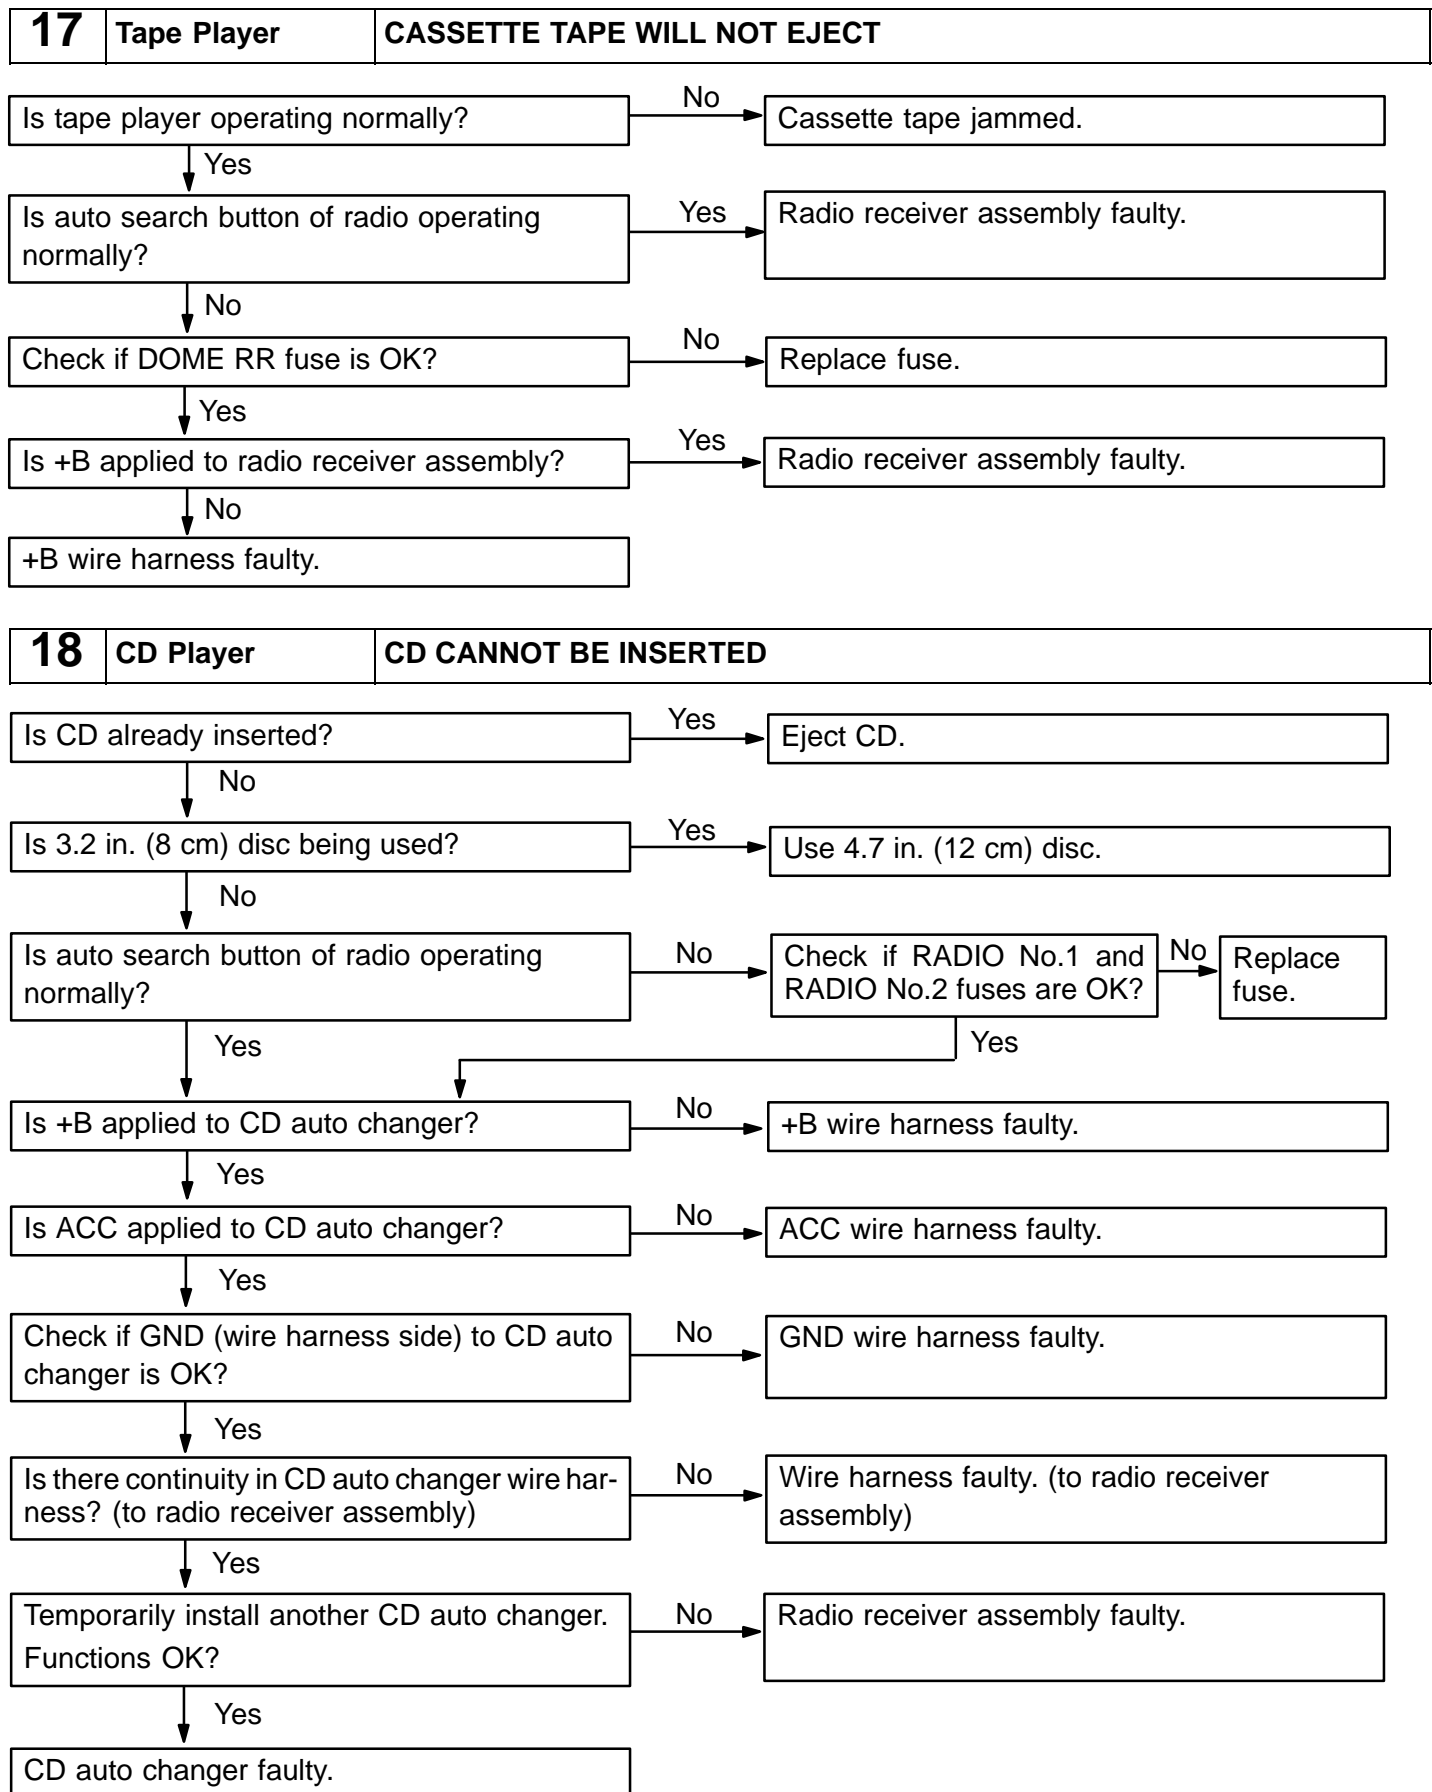 17 Tape Player CASSETTE TAPE WILL NOT EJECT
Is tape player operating normally?
No
Cassette tape jammed.
Yes
Is auto search button of radio operating
normally?
Yes
Radio receiver assembly faulty.
No
Check if DOME RR fuse is OK?
No
Replace fuse.
Yes
Is +B applied to radio receiver assembly?
Yes
Radio receiver assembly faulty.
No
+B wire harness faulty.
18 CD Player CD CANNOT BE INSERTED
Is CD already inserted?
Yes
Eject CD.
No
Is 3.2 in. (8 cm) disc being used?
Yes
Use 4.7 in. (12 cm) disc.
No
Is auto search button of radio operating
normally?
No
Check if RADIO No.1 and
RADIO No.2 fuses are OK?
No
Replace
fuse.
Yes
Yes
Is +B applied to CD auto changer?
No
+B wire harness faulty.
Yes
Is ACC applied to CD auto changer?
No
ACC wire harness faulty.
Yes
Check if GND (wire harness side) to CD auto
changer is OK?
No
GND wire harness faulty.
Yes
Is there continuity in CD auto changer wire har-
ness? (to radio receiver assembly)
No
Wire harness faulty. (to radio receiver
assembly)
Yes
Temporarily install another CD auto changer.
Functions OK?
No
Radio receiver assembly faulty.
Yes
CD auto changer faulty.